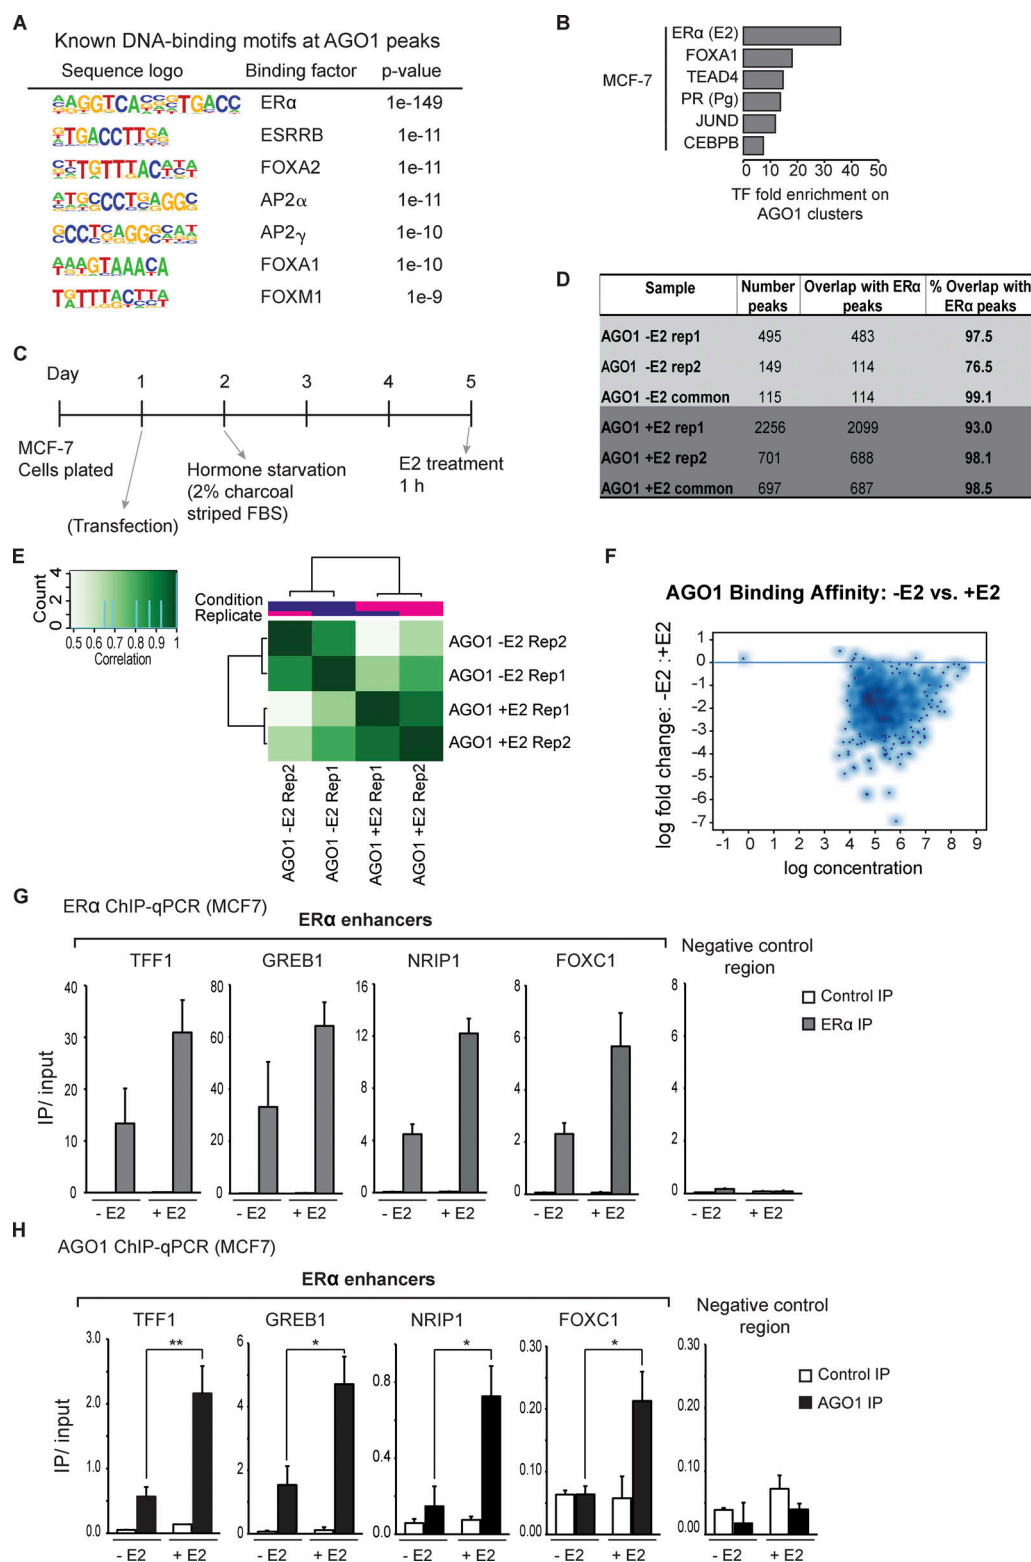 A
Known DNA-binding motifs at AGO1 peaks
Sequence logo Binding factor p-value
AGGTCA TGACC ERα 1e-149
TGACCTTGA ESRRB 1e-11
TGTTTAC FOXA2 1e-11
GCCCTGAGGC AP2α 1e-11
GCCTCAGGGCAT AP2γ 1e-10
AAAGTAAACA FOXA1 1e-10
TGTTTACTTA FOXM1 1e-9
B
MCF-7
ERα (E2)
FOXA1
TEAD4
PR (Pg)
JUND
CEBPB
0 10 20 30 40 50
TF fold enrichment on
AGO1 clusters
C
Day 1 2 3 4 5
MCF-7
Cells plated
(Transfection)
Hormone starvation
(2% charcoal
striped FBS)
E2 treatment
1 h
D
Sample Number peaks Overlap with ERα peaks % Overlap with ERα peaks
AGO1 -E2 rep1 495 483 97.5
AGO1 -E2 rep2 149 114 76.5
AGO1 -E2 common 115 114 99.1
AGO1 +E2 rep1 2256 2099 93.0
AGO1 +E2 rep2 701 688 98.1
AGO1 +E2 common 697 687 98.5
E
Count
0 2 4
0.5 0.6 0.7 0.8 0.9 1
Correlation
Condition
Replicate
AGO1 -E2 Rep2
AGO1 -E2 Rep1
AGO1 +E2 Rep1
AGO1 +E2 Rep2
AGO1 -E2 Rep2
AGO1 -E2 Rep1
AGO1 +E2 Rep1
AGO1 +E2 Rep2
F
AGO1 Binding Affinity: -E2 vs. +E2
log fold change: -E2 :+E2
1
0
-1
-2
-3
-4
-5
-6
-7
-1 0 1 2 3 4 5 6 7 8 9
log concentration
G
ERα ChIP-qPCR (MCF7)
ERα enhancers
Negative control
region
TFF1 GREB1 NRIP1 FOXC1
IP/ input
40
30
20
10
0
80
60
40
20
0
16
12
8
4
0
8
6
4
2
0
8
6
4
2
0
Control IP
ERα IP
- E2 + E2 - E2 + E2 - E2 + E2 - E2 + E2 - E2 + E2
H
AGO1 ChIP-qPCR (MCF7)
ERα enhancers
Negative control
region
TFF1 GREB1 NRIP1 FOXC1
IP/ input
3.0
2.0
1.0
0.0
6
4
2
0
0.8
0.4
0.0
0.30
0.20
0.10
0.00
0.30
0.20
0.10
0.00
** * * *
Control IP
AGO1 IP
- E2 + E2 - E2 + E2 - E2 + E2 - E2 + E2 - E2 + E2